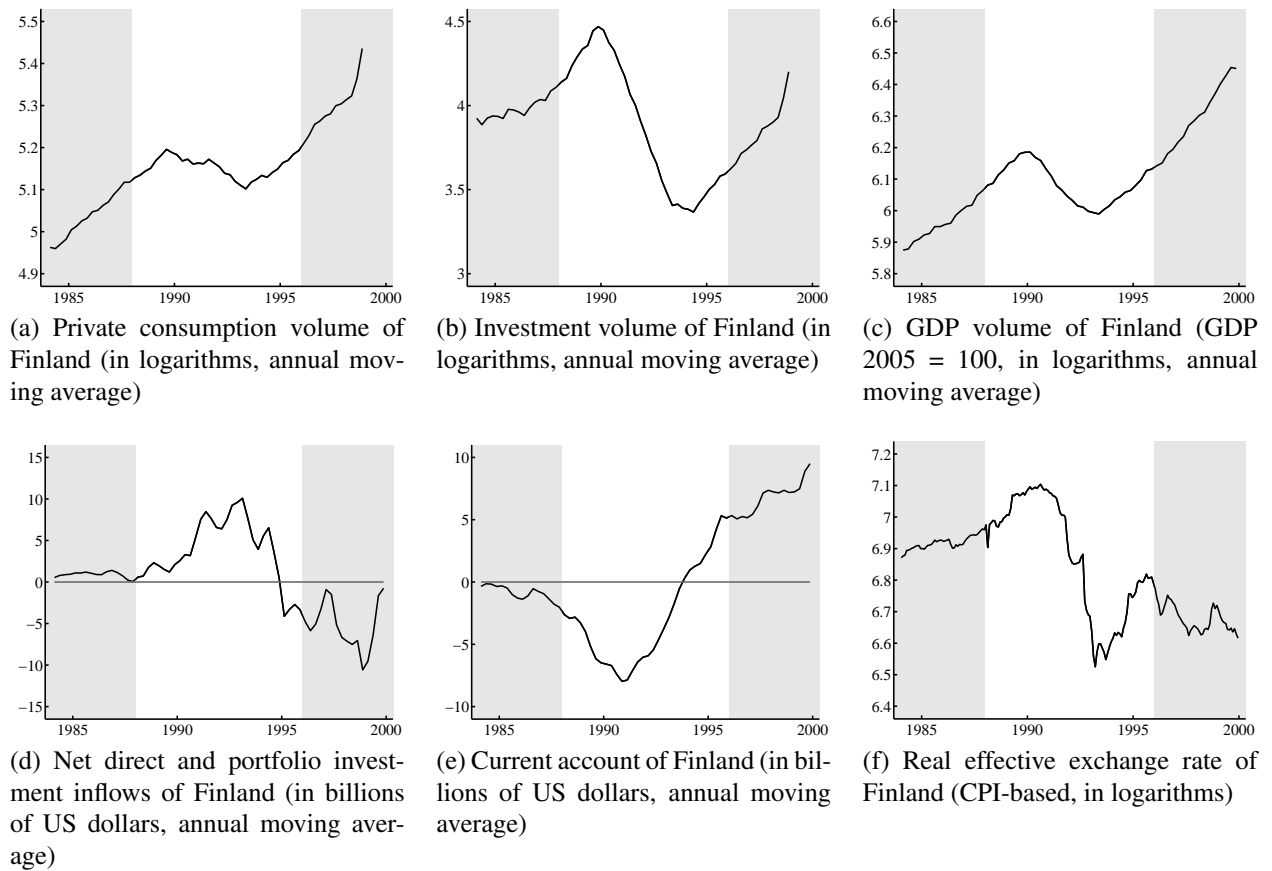 5.5
5.4
5.3
5.2
5.1
5
4.9
1985 1990 1995 2000
(a) Private consumption volume of
Finland (in logarithms, annual mov-
ing average)
4.5
4
3.5
3
1985 1990 1995 2000
(b) Investment volume of Finland (in
logarithms, annual moving average)
6.6
6.5
6.4
6.3
6.2
6.1
6
5.9
5.8
1985 1990 1995 2000
(c) GDP volume of Finland (GDP
2005 = 100, in logarithms, annual
moving average)
15
10
5
0
−5
−10
−15
1985 1990 1995 2000
(d) Net direct and portfolio invest-
ment inflows of Finland (in billions
of US dollars, annual moving aver-
age)
10
5
0
−5
−10
1985 1990 1995 2000
(e) Current account of Finland (in bil-
lions of US dollars, annual moving
average)
7.2
7.1
7
6.9
6.8
6.7
6.6
6.5
6.4
1985 1990 1995 2000
(f) Real effective exchange rate of
Finland (CPI-based, in logarithms)